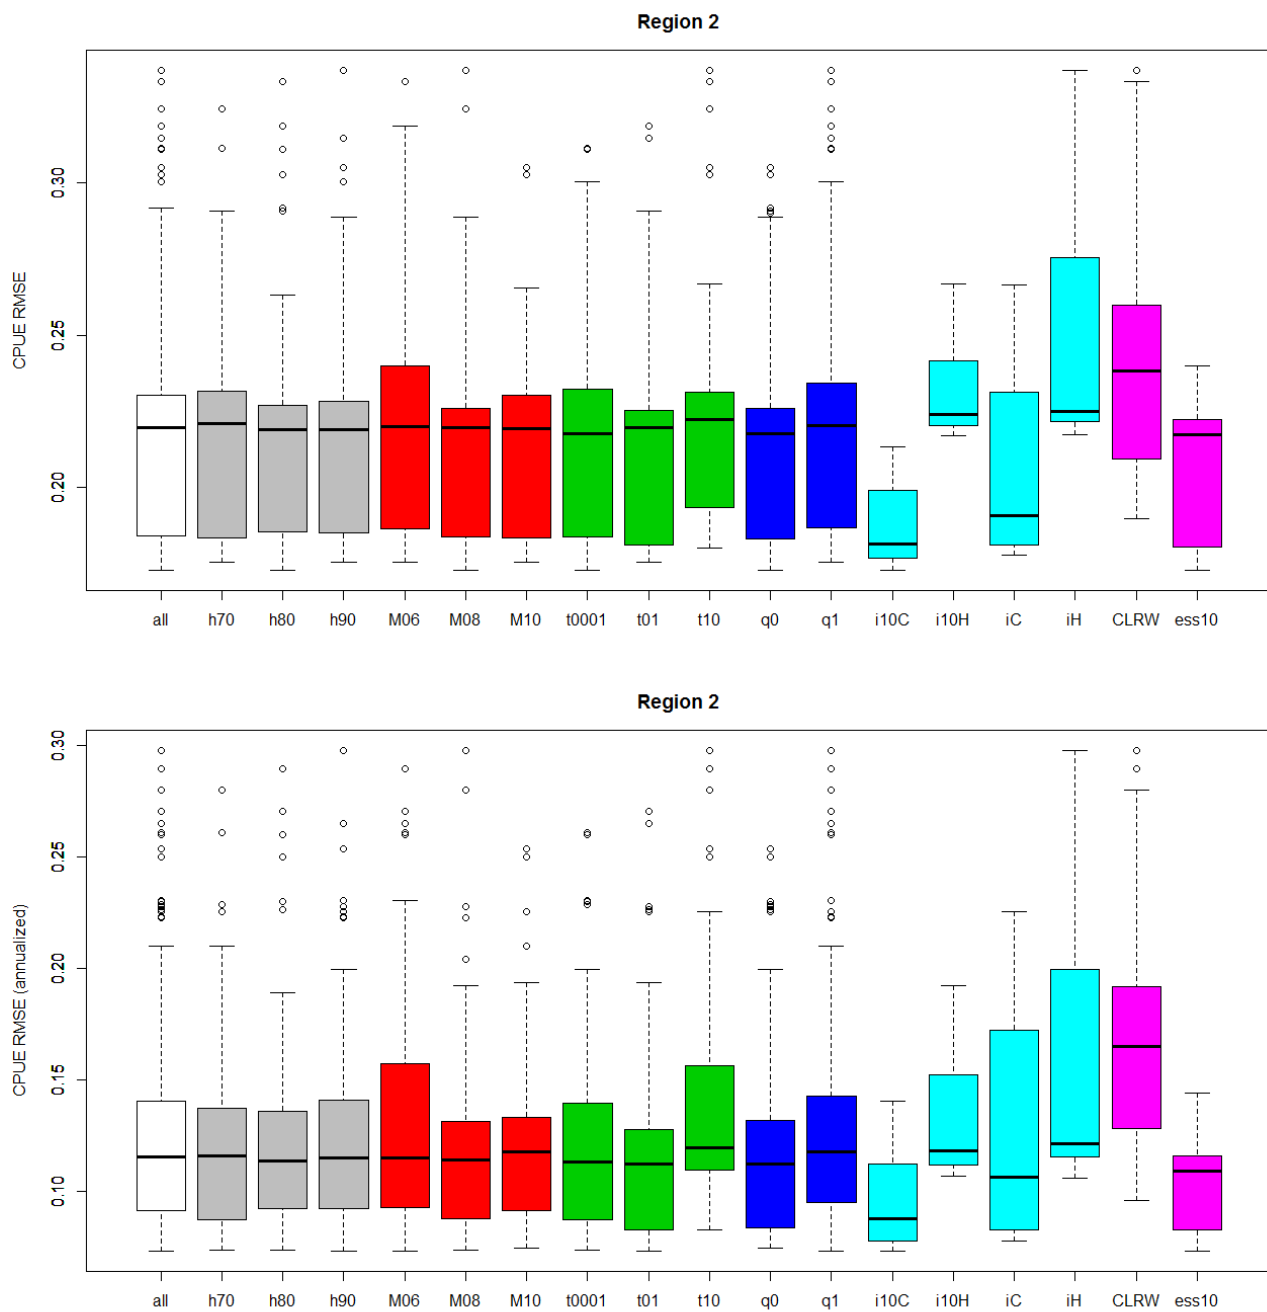 Region 2
CPUE RMSE
0.30
0.25
0.20
all h70 h80 h90 M06 M08 M10 t0001 t01 t10 q0 q1 i10C i10H iC iH CLRW ess10
Region 2
CPUE RMSE (annualized)
0.30
0.25
0.20
0.15
0.10
all h70 h80 h90 M06 M08 M10 t0001 t01 t10 q0 q1 i10C i10H iC iH CLRW ess10